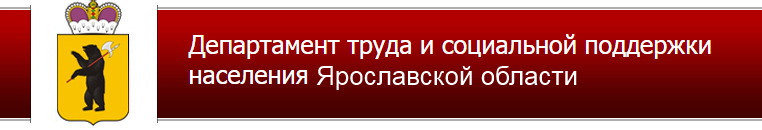 Департамент труда и социальной поддержки
населения Ярославской области